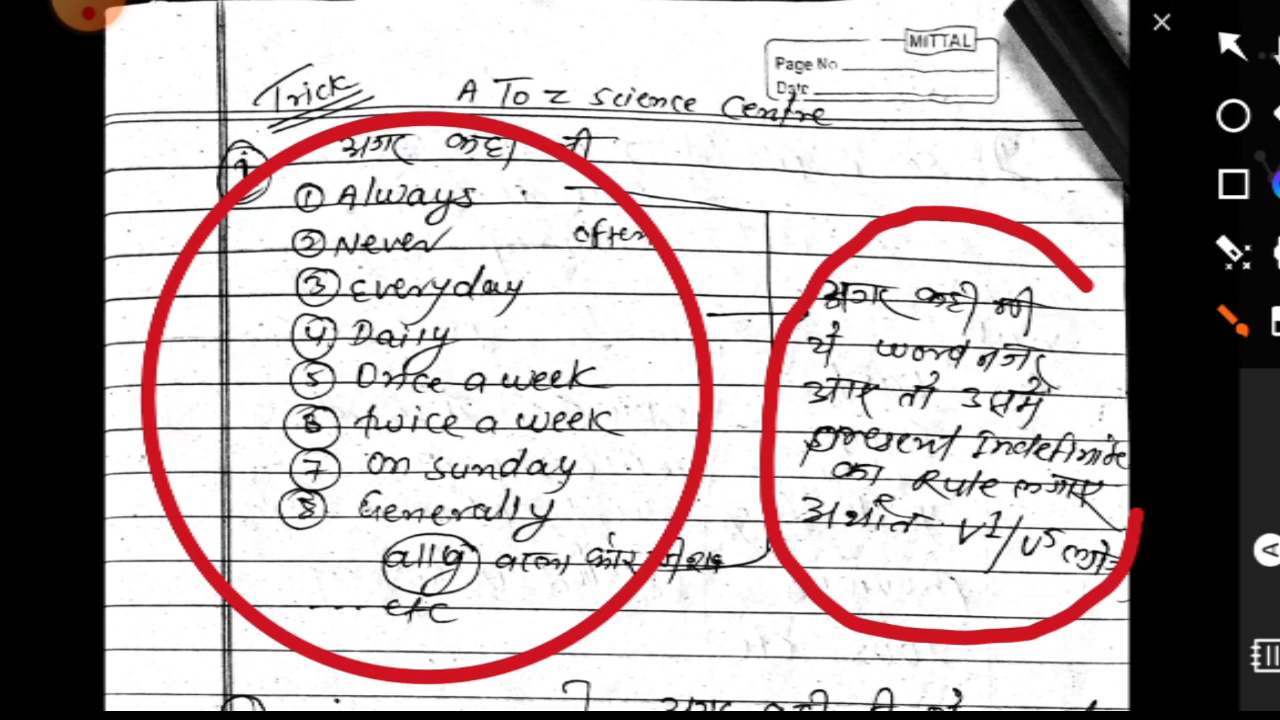 MITTAL
Page No
Date
Trick A To Z Science Centre
i अगर कही भी
① Always
② Never often
③ everyday
④ Daily
⑤ Once a week
⑥ twice a week
⑦ on sunday
⑧ Generally
ally वाला कोई भी शब्द
..... etc
अगर कही भी
ये word नजर
आए तो उसमे
present Indefinite
का Rule लगाए
अर्थात V1/V5 लगे